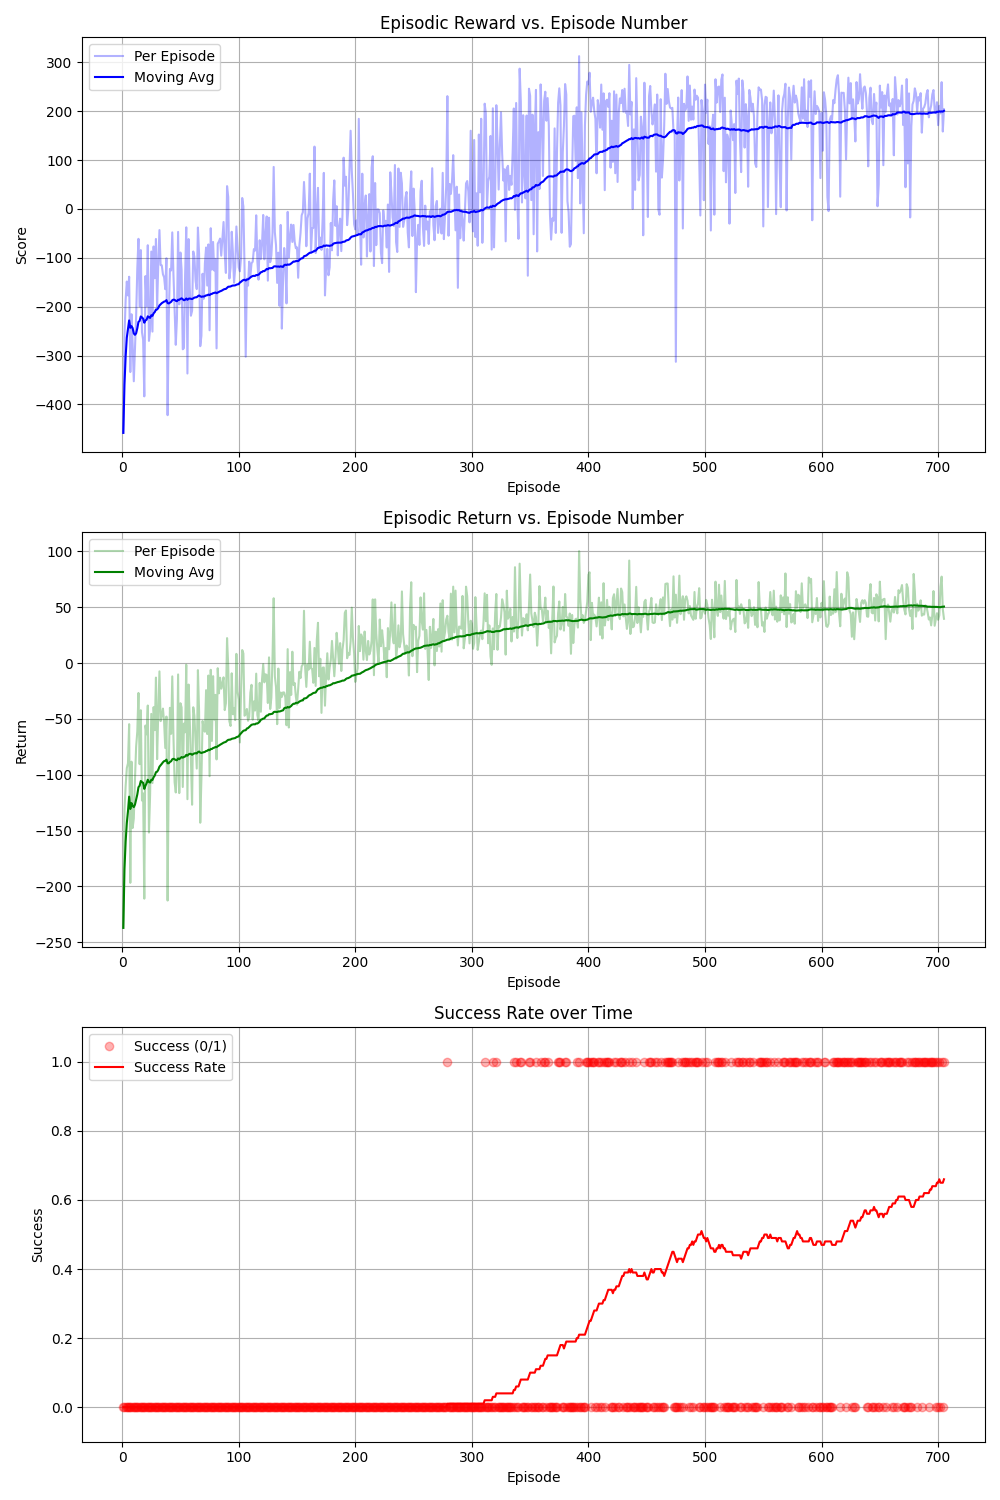 Episodic Reward vs. Episode Number
Per Episode
Moving Avg
300
200
100
0
−100
−200
−300
−400
Score
0 100 200 300 400 500 600 700
Episode
Episodic Return vs. Episode Number
Per Episode
Moving Avg
100
50
0
−50
−100
−150
−200
−250
Return
0 100 200 300 400 500 600 700
Episode
Success Rate over Time
Success (0/1)
Success Rate
1.0
0.8
0.6
0.4
0.2
0.0
Success
0 100 200 300 400 500 600 700
Episode